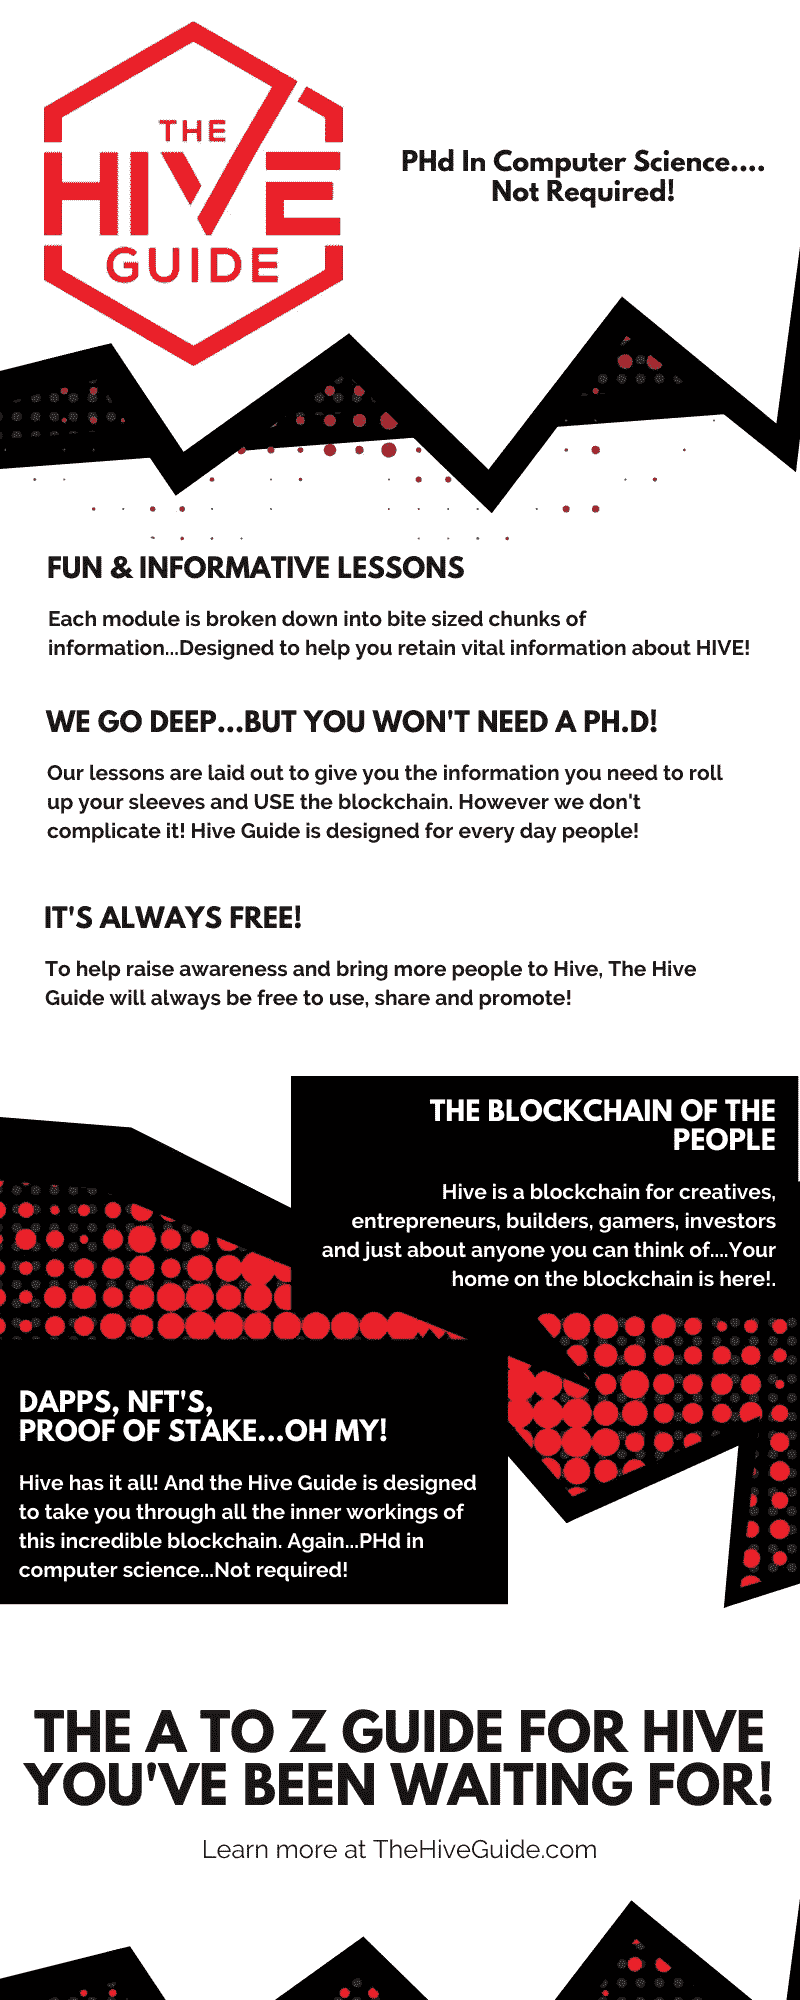 THE
HIVE
GUIDE
PHd In Computer Science....
Not Required!
FUN & INFORMATIVE LESSONS
Each module is broken down into bite sized chunks of
information...Designed to help you retain vital information about HIVE!
WE GO DEEP...BUT YOU WON'T NEED A PH.D!
Our lessons are laid out to give you the information you need to roll
up your sleeves and USE the blockchain. However we don't
complicate it! Hive Guide is designed for every day people!
IT'S ALWAYS FREE!
To help raise awareness and bring more people to Hive, The Hive
Guide will always be free to use, share and promote!
THE BLOCKCHAIN OF THE
PEOPLE
Hive is a blockchain for creatives,
entrepreneurs, builders, gamers, investors
and just about anyone you can think of....Your
home on the blockchain is here!.
DAPPS, NFT'S,
PROOF OF STAKE...OH MY!
Hive has it all! And the Hive Guide is designed
to take you through all the inner workings of
this incredible blockchain. Again...PHd in
computer science...Not required!
THE A TO Z GUIDE FOR HIVE
YOU'VE BEEN WAITING FOR!
Learn more at TheHiveGuide.com